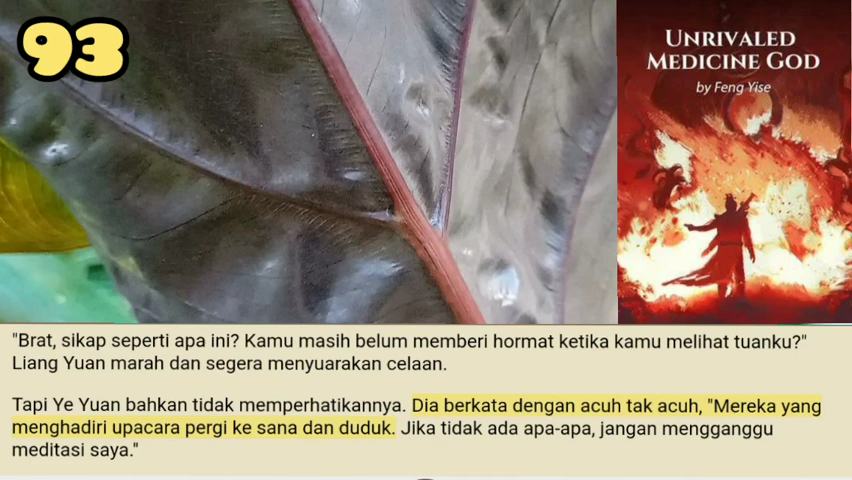 93
UNRIVALED
MEDICINE GOD
by Feng Yise
"Brat, sikap seperti apa ini? Kamu masih belum memberi hormat ketika kamu melihat tuanku?"
Liang Yuan marah dan segera menyuarakan celaan.
Tapi Ye Yuan bahkan tidak memperhatikannya. Dia berkata dengan acuh tak acuh, "Mereka yang
menghadiri upacara pergi ke sana dan duduk. Jika tidak ada apa-apa, jangan mengganggu
meditasi saya."